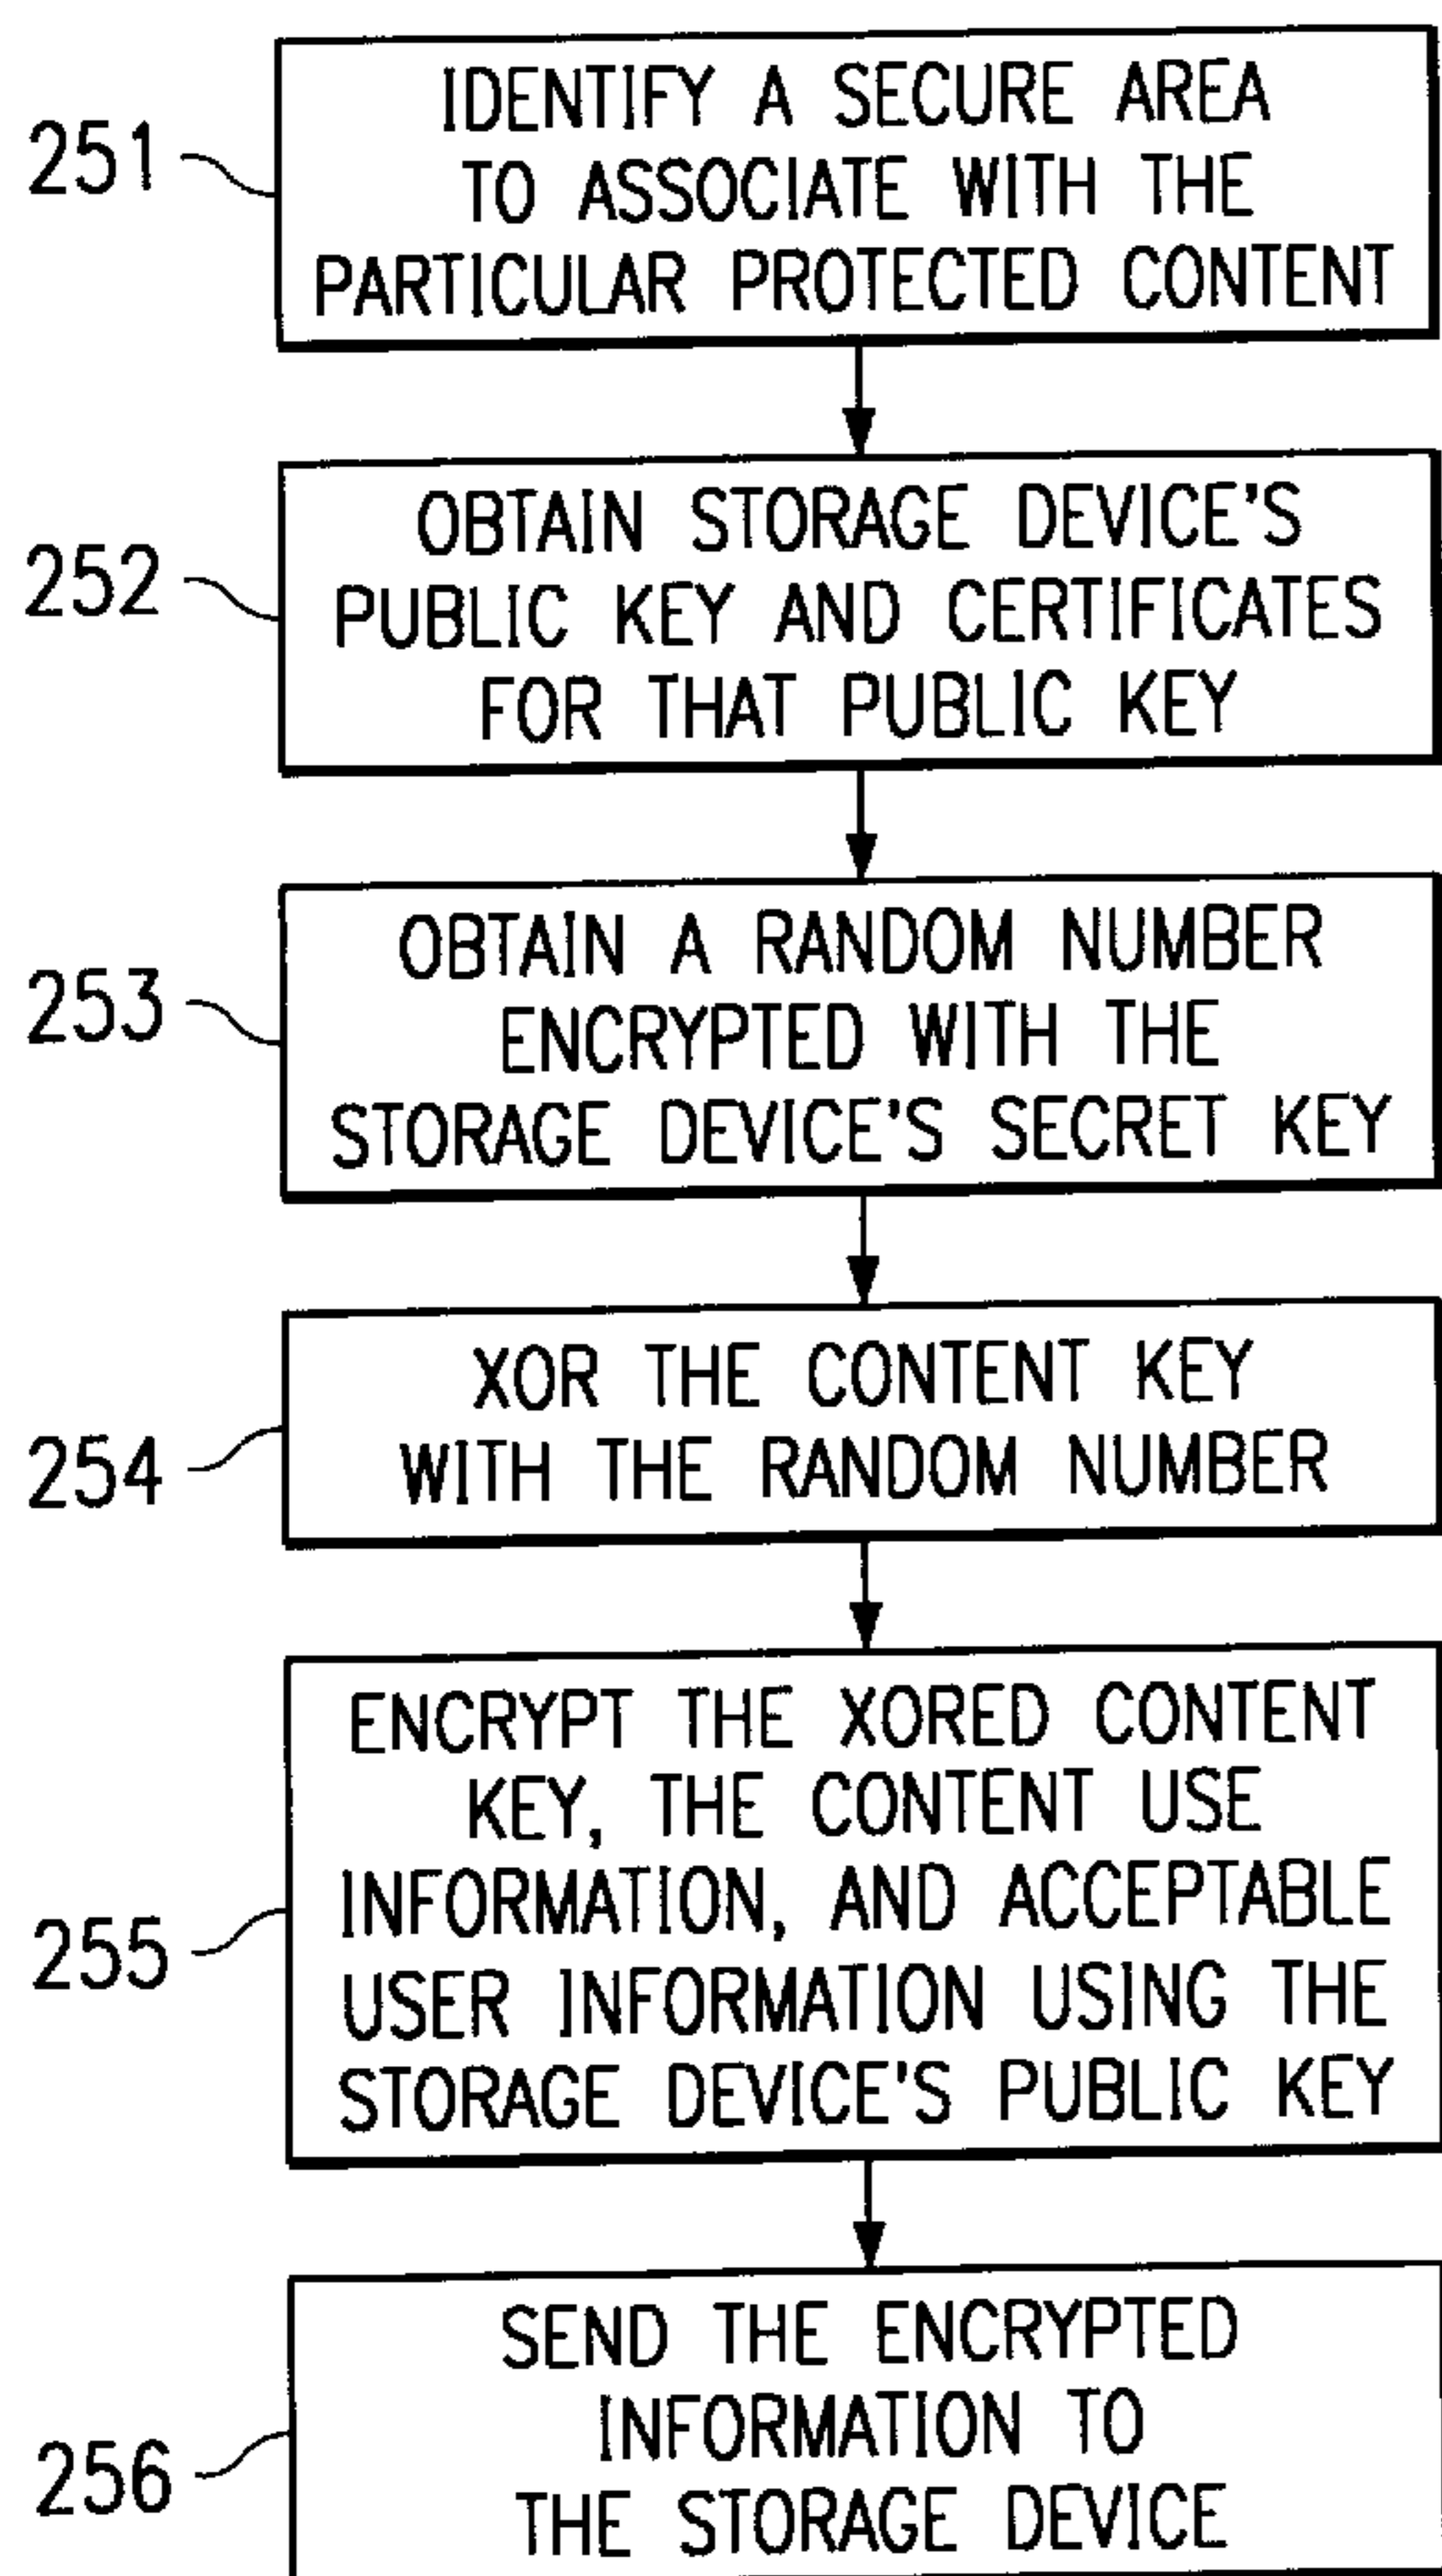 251
IDENTIFY A SECURE AREA
TO ASSOCIATE WITH THE
PARTICULAR PROTECTED CONTENT
252
OBTAIN STORAGE DEVICE'S
PUBLIC KEY AND CERTIFICATES
FOR THAT PUBLIC KEY
253
OBTAIN A RANDOM NUMBER
ENCRYPTED WITH THE
STORAGE DEVICE'S SECRET KEY
254
XOR THE CONTENT KEY
WITH THE RANDOM NUMBER
255
ENCRYPT THE XORED CONTENT
KEY, THE CONTENT USE
INFORMATION, AND ACCEPTABLE
USER INFORMATION USING THE
STORAGE DEVICE'S PUBLIC KEY
256
SEND THE ENCRYPTED
INFORMATION TO
THE STORAGE DEVICE